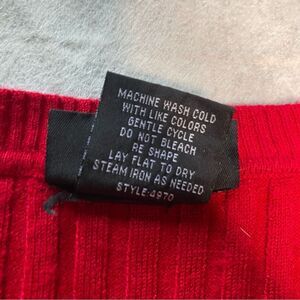 MACHINE WASH COLD
WITH LIKE COLORS
GENTLE CYCLE
DO NOT BLEACH
RE SHAPE
LAY FLAT TO DRY
STEAM IRON AS NEEDED
STYLE:4970